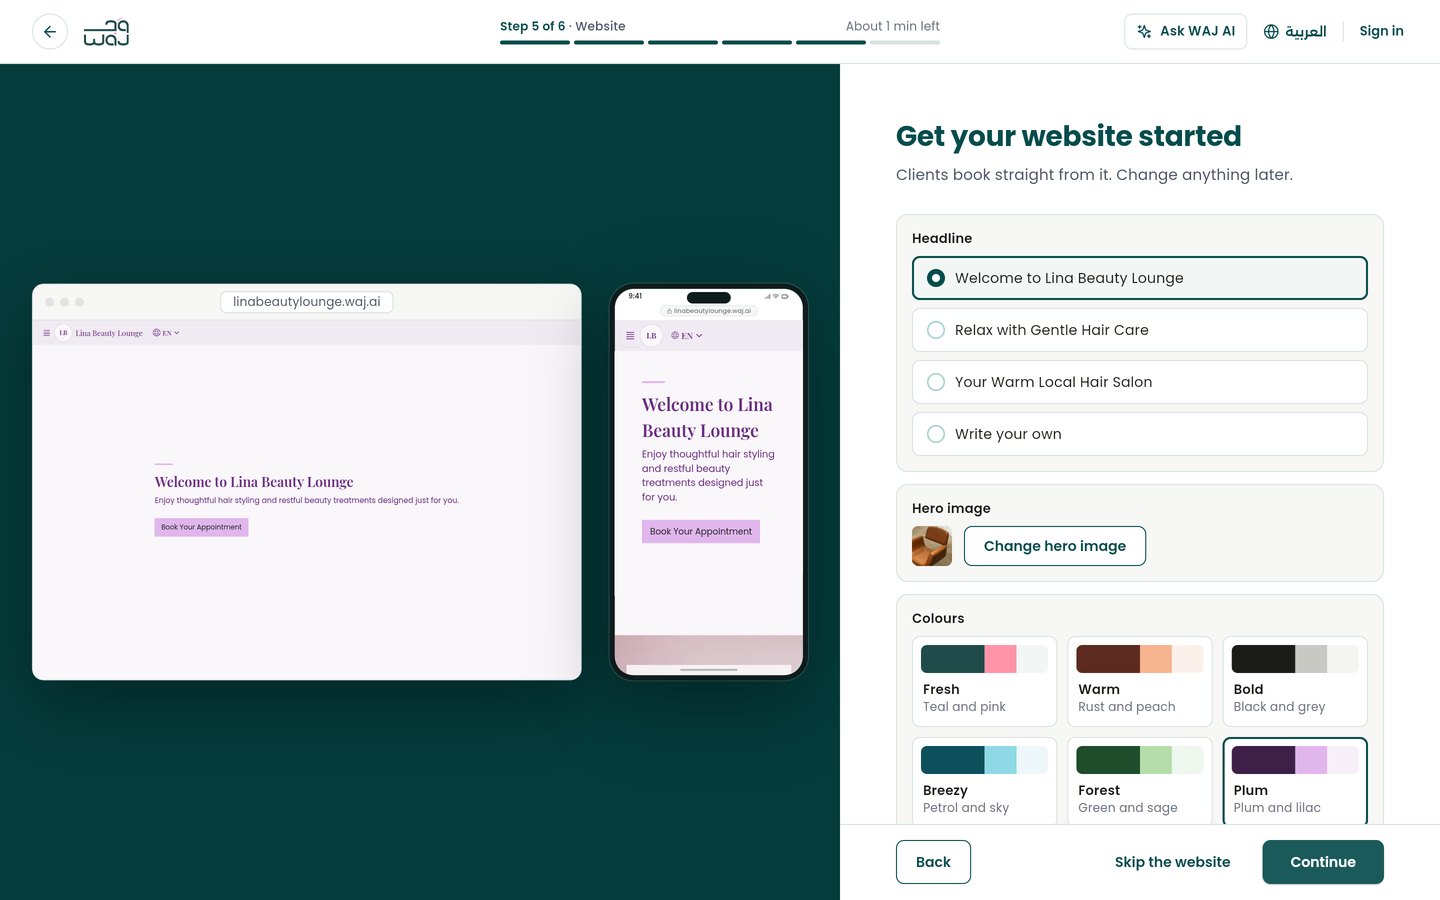 وج
waj
Step 5 of 6 · Website
About 1 min left
Ask WAJ AI
العربية
Sign in
linabeautylounge.waj.ai
LB Lina Beauty Lounge EN
Welcome to Lina Beauty Lounge
Enjoy thoughtful hair styling and restful beauty treatments designed just for you.
Book Your Appointment
9:41
linabeautylounge.waj.ai
LB EN
Welcome to Lina
Beauty Lounge
Enjoy thoughtful hair styling
and restful beauty
treatments designed just
for you.
Book Your Appointment
Get your website started
Clients book straight from it. Change anything later.
Headline
Welcome to Lina Beauty Lounge
Relax with Gentle Hair Care
Your Warm Local Hair Salon
Write your own
Hero image
Change hero image
Colours
Fresh
Teal and pink
Warm
Rust and peach
Bold
Black and grey
Breezy
Petrol and sky
Forest
Green and sage
Plum
Plum and lilac
Back
Skip the website
Continue